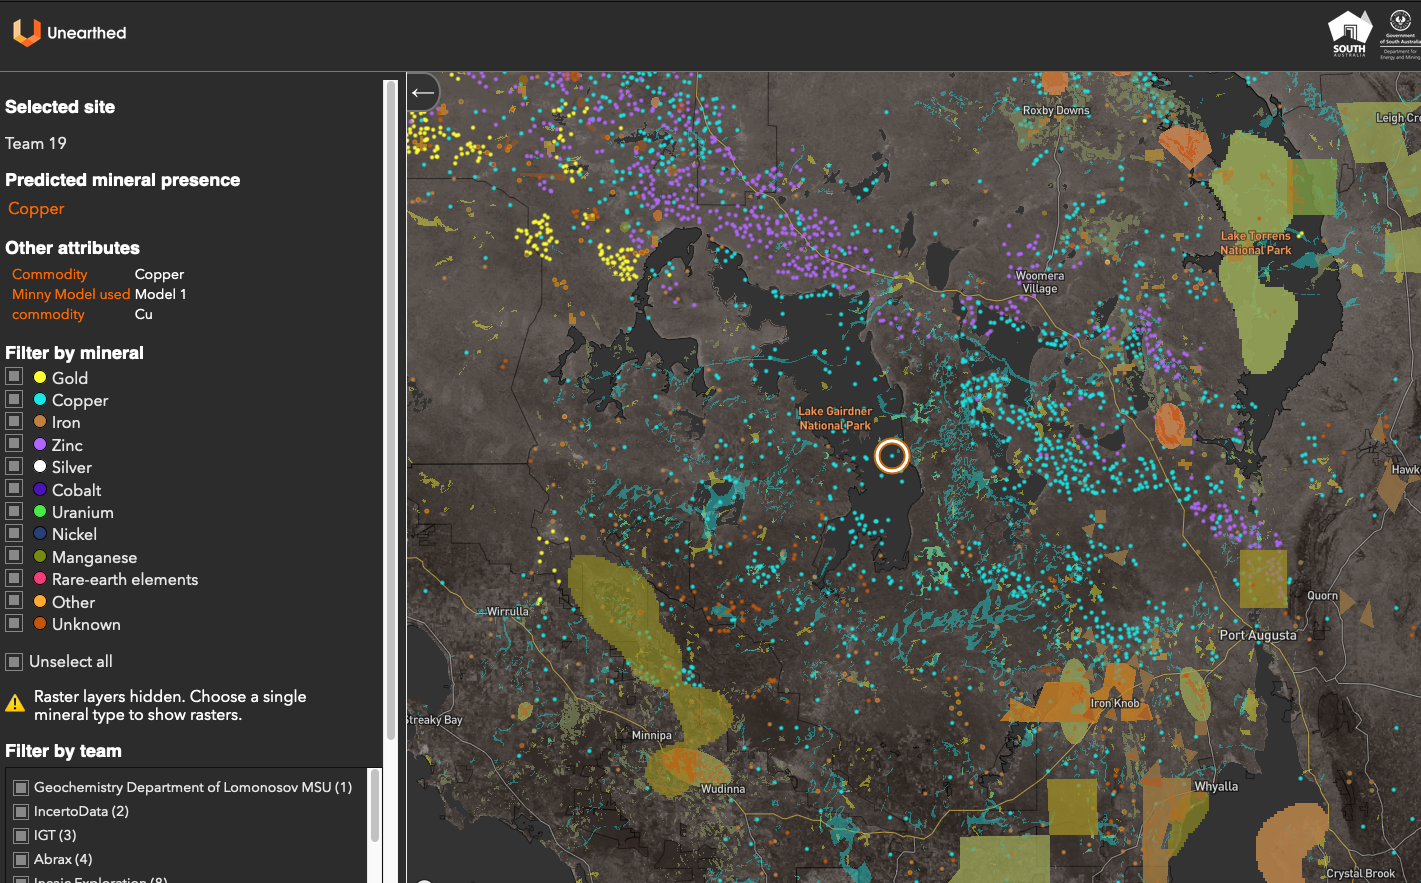 Unearthed
SOUTH
AUSTRALIA
Government
of South Australia
Department for
Energy and Mining
Selected site
Team 19
Predicted mineral presence
Copper
Other attributes
Commodity Copper
Minny Model used Model 1
commodity Cu
Filter by mineral
Gold
Copper
Iron
Zinc
Silver
Cobalt
Uranium
Nickel
Manganese
Rare-earth elements
Other
Unknown
Unselect all
Raster layers hidden. Choose a single
mineral type to show rasters.
Filter by team
Geochemistry Department of Lomonosov MSU (1)
IncertoData (2)
IGT (3)
Abrax (4)
Incaic Exploration (8)
←
Roxby Downs
Leigh Cre
Lake Torrens
National Park
Woomera
Village
Lake Gairdner
National Park
Hawk
Wirrulla
Quorn
Port Augusta
Iron Knob
Streaky Bay
Minnipa
Wudinna
Whyalla
Crystal Brook